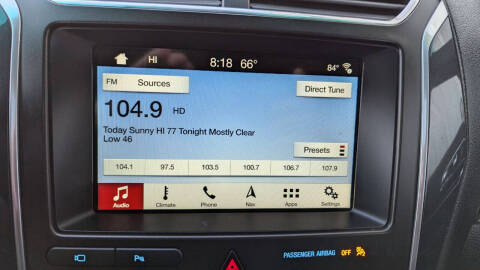 HI 8:18 66° 84°
FM Sources Direct Tune
104.9 HD
Today Sunny HI 77 Tonight Mostly Clear
Low 46
Presets
104.1 97.5 103.5 100.7 106.7 107.9
Audio Climate Phone Nav Apps Settings
P PASSENGER AIRBAG OFF